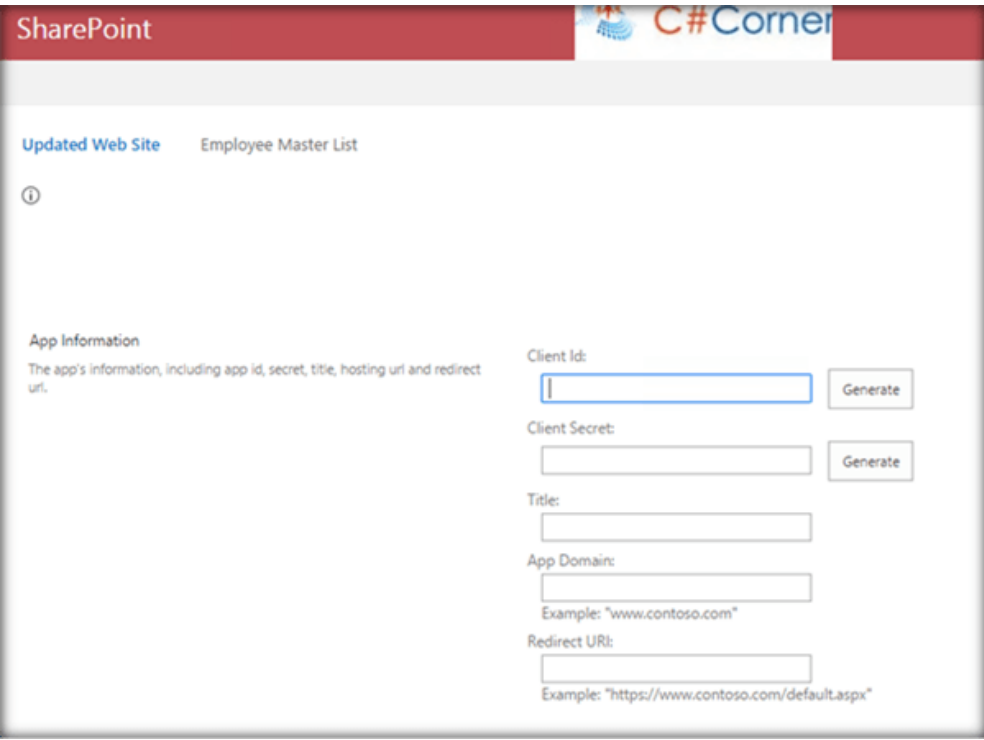 SharePoint
C#Corner
Updated Web Site Employee Master List
App Information
The app's information, including app id, secret, title, hosting url and redirect
url.
Client Id:
Generate
Client Secret:
Generate
Title:
App Domain:
Example: "www.contoso.com"
Redirect URI:
Example: "https://www.contoso.com/default.aspx"